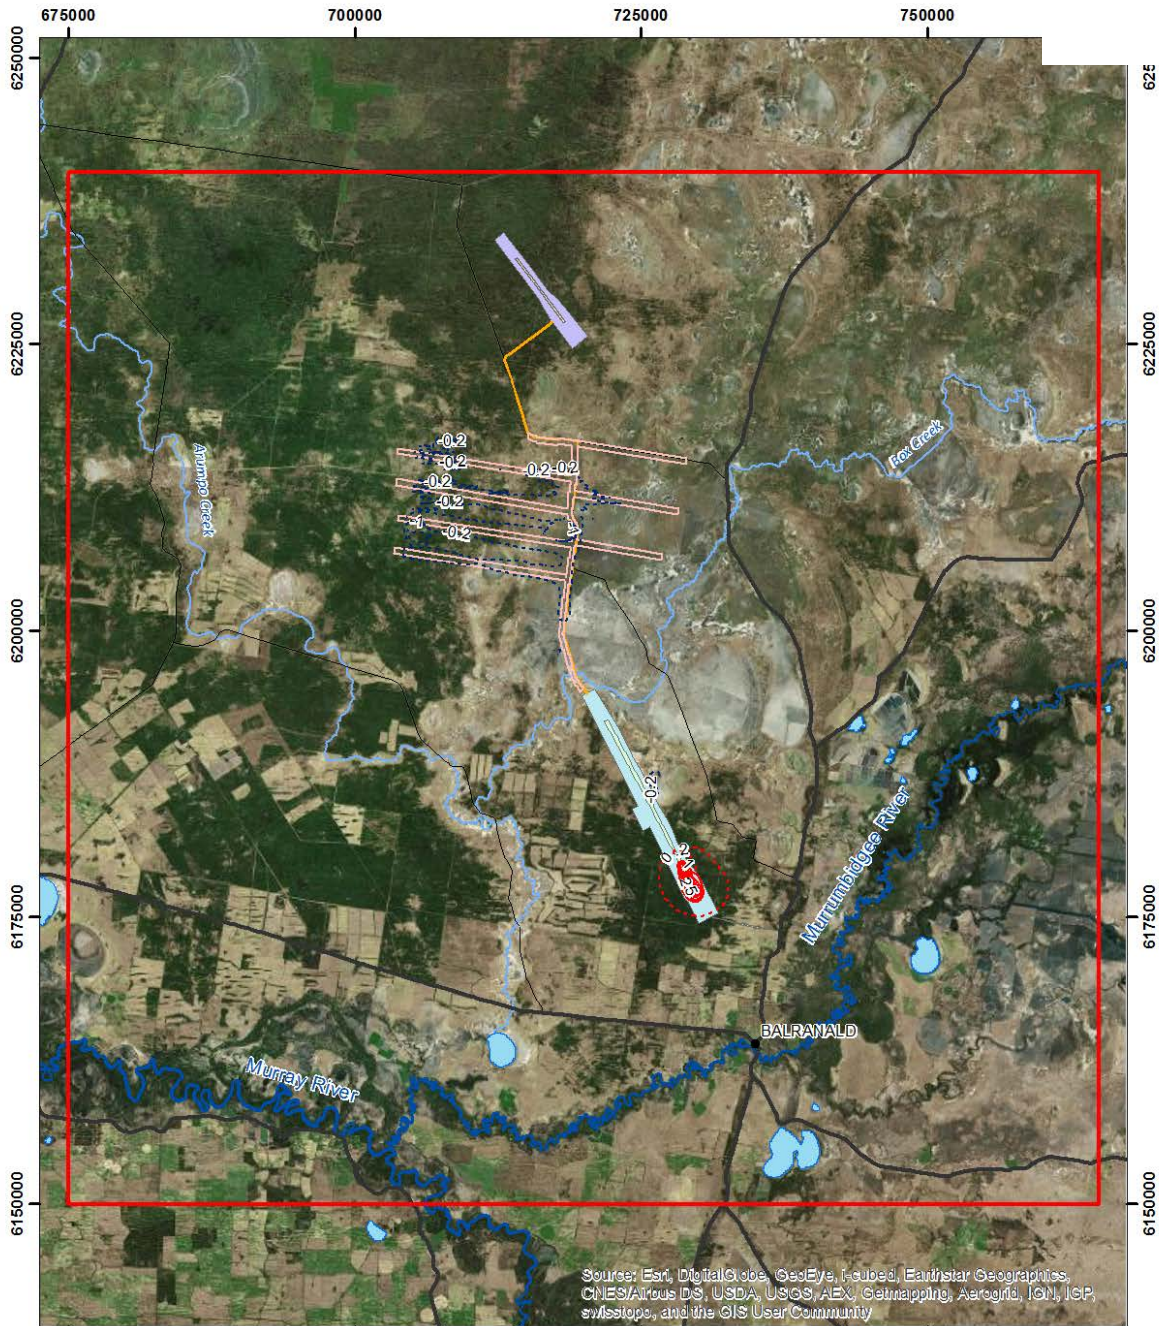 675000 700000 725000 750000
6250000
625
6225000
6225000
Arumpo Creek
Box Creek
-0.2
-0.2
-0.2 -0.2
-0.2
-0.2
-1
-0.2
-1
6200000
6200000
-0.2
Murrumbidgee River
0
2
1
25
6175000
6175000
BALRANALD
Murray River
6150000
6150000
Source: Esri, DigitalGlobe, GeoEye, i-cubed, Earthstar Geographics,
CNES/Airbus DS, USDA, USGS, AEX, Getmapping, Aerogrid, IGN, IGP,
swisstopo, and the GIS User Community